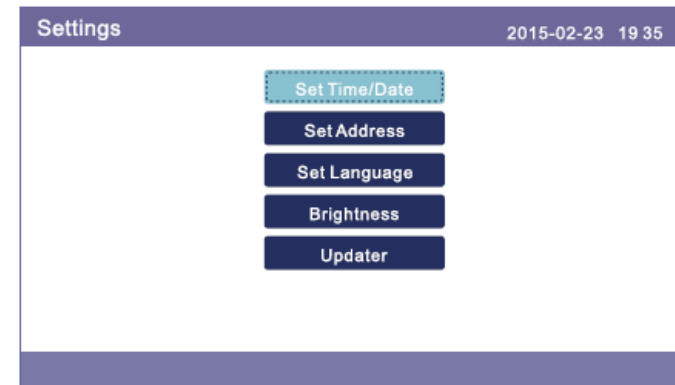 Settings 2015-02-23 19 35
Set Time/Date
Set Address
Set Language
Brightness
Updater